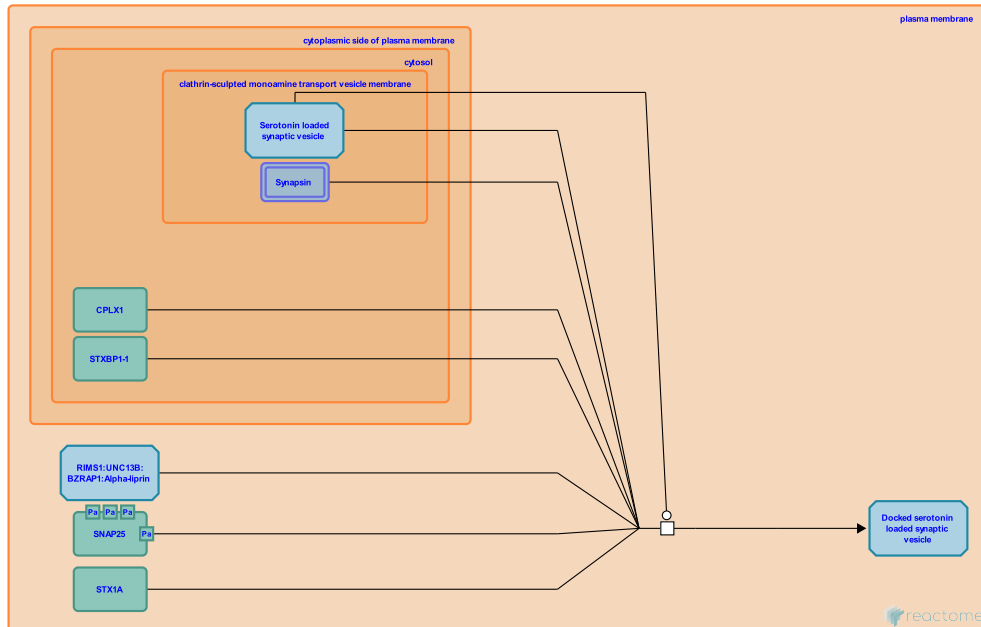 plasma membrane
cytoplasmic side of plasma membrane
cytosol
clathrin-sculpted monoamine transport vesicle membrane
Serotonin loaded
synaptic vesicle
Synapsin
CPLX1
STXBP1-1
RIMS1:UNC13B:
BZRAP1:Alpha-liprin
Pa Pa Pa
SNAP25
Pa
STX1A
Docked serotonin
loaded synaptic
vesicle
reactome